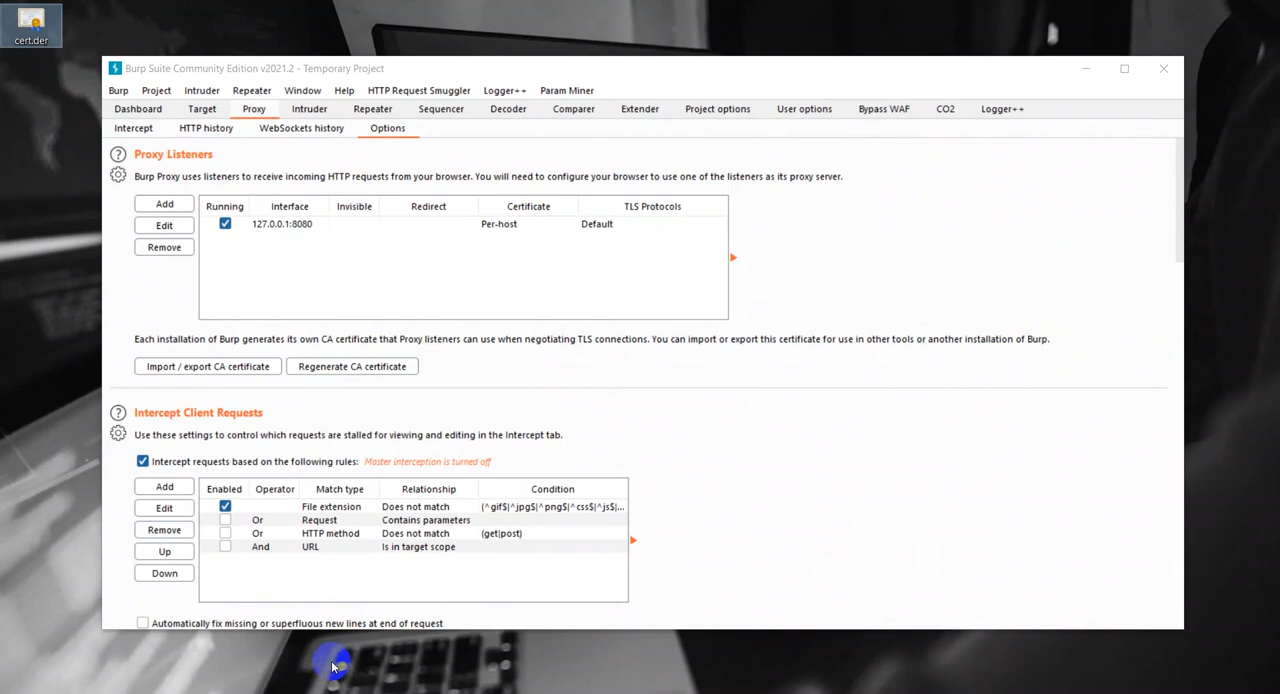 cert.der
Burp Suite Community Edition v2021.2 - Temporary Project
Burp Project Intruder Repeater Window Help HTTP Request Smuggler Logger++ Param Miner
Dashboard Target Proxy Intruder Repeater Sequencer Decoder Comparer Extender Project options User options Bypass WAF CO2 Logger++
Intercept HTTP history WebSockets history Options
? Proxy Listeners
Burp Proxy uses listeners to receive incoming HTTP requests from your browser. You will need to configure your browser to use one of the listeners as its proxy server.
Add
Edit
Remove
Running Interface Invisible Redirect Certificate TLS Protocols
127.0.0.1:8080 Per-host Default
Each installation of Burp generates its own CA certificate that Proxy listeners can use when negotiating TLS connections. You can import or export this certificate for use in other tools or another installation of Burp.
Import / export CA certificate Regenerate CA certificate
? Intercept Client Requests
Use these settings to control which requests are stalled for viewing and editing in the Intercept tab.
Intercept requests based on the following rules: Master interception is turned off
Add
Edit
Remove
Up
Down
Enabled Operator Match type Relationship Condition
File extension Does not match (^gif$|^jpg$|^png$|^css$|^js$|...
Or Request Contains parameters
Or HTTP method Does not match (get|post)
And URL Is in target scope
Automatically fix missing or superfluous new lines at end of request